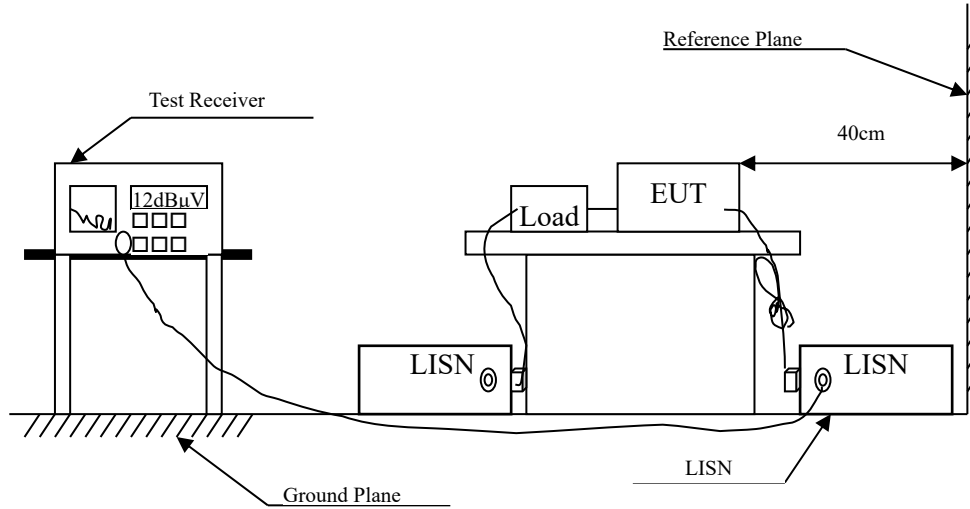 Reference Plane
Test Receiver
40cm
12dBμV
Load
EUT
LISN
LISN
LISN
Ground Plane